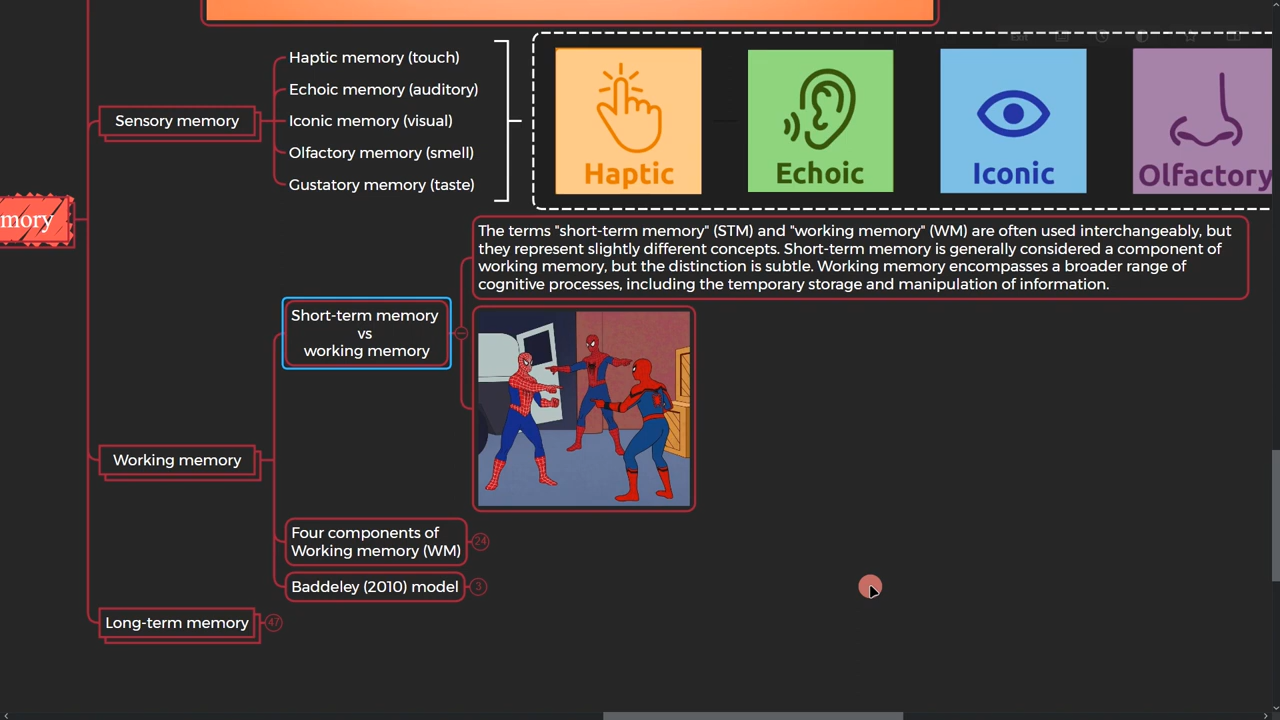 Haptic memory (touch)
Echoic memory (auditory)
Sensory memory
Iconic memory (visual)
Olfactory memory (smell)
Gustatory memory (taste)
Haptic
Echoic
Iconic
Olfactory
mory
The terms "short-term memory" (STM) and "working memory" (WM) are often used interchangeably, but
they represent slightly different concepts. Short-term memory is generally considered a component of
working memory, but the distinction is subtle. Working memory encompasses a broader range of
cognitive processes, including the temporary storage and manipulation of information.
Short-term memory
vs
working memory
Working memory
Four components of
Working memory (WM)
24
Baddeley (2010) model
3
Long-term memory
47